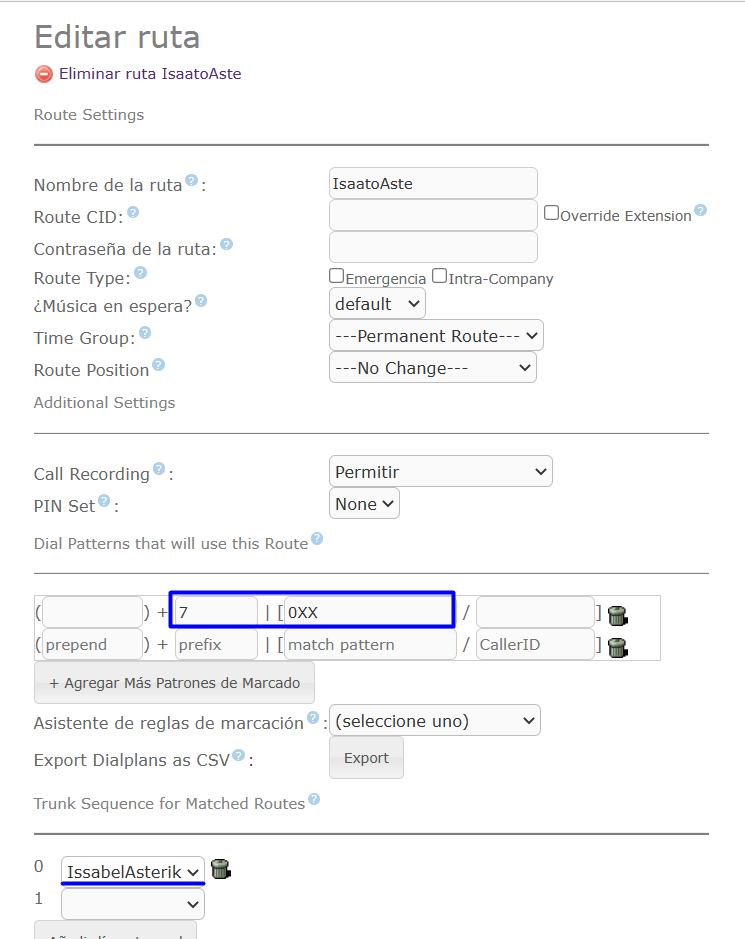 Editar ruta
Eliminar ruta IsaatoAste
Route Settings
Nombre de la ruta? : IsaatoAste
Route CID: ? Override Extension ?
Contraseña de la ruta: ?
Route Type: ? Emergencia Intra-Company
¿Música en espera? ? default
Time Group: ? ---Permanent Route---
Route Position ? ---No Change---
Additional Settings
Call Recording ? : Permitir
PIN Set ? : None
Dial Patterns that will use this Route ?
( ) + 7 | [ 0XX / ]
( prepend ) + prefix | [ match pattern / CallerID ]
+ Agregar Más Patrones de Marcado
Asistente de reglas de marcación ? : (seleccione uno)
Export Dialplans as CSV ? : Export
Trunk Sequence for Matched Routes ?
0 IssabelAsterik
1